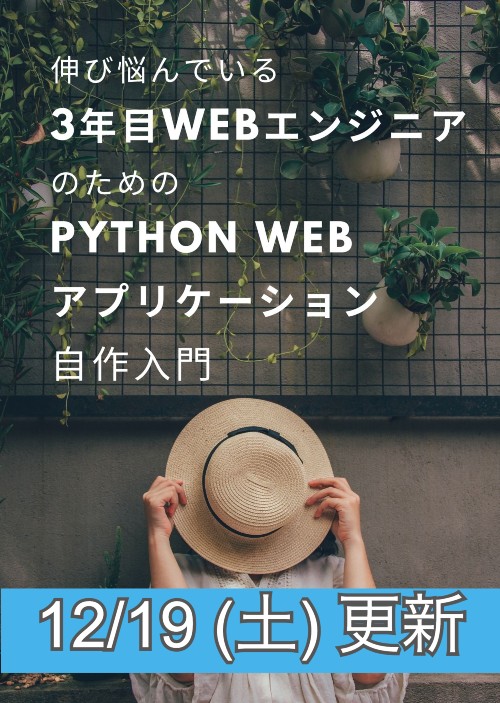 伸び悩んでいる
3年目WEBエンジニア
のための
PYTHON WEB
アプリケーション
自作入門
12/19 (土) 更新